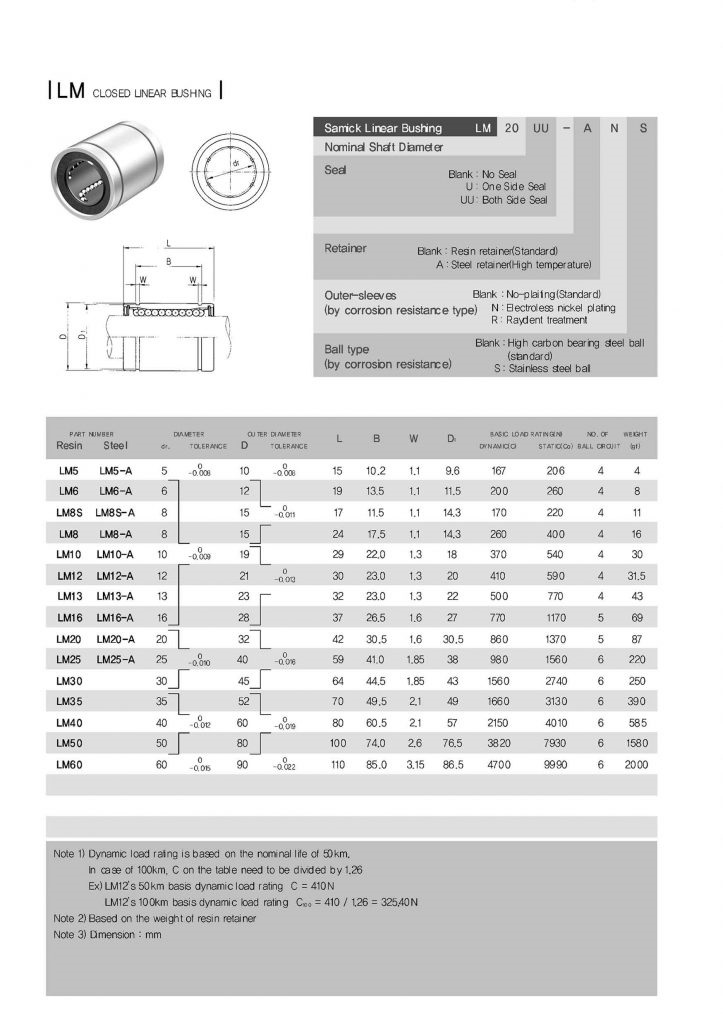 LM CLOSED LINEAR BUSHING
Samick Linear Bushing LM 20 UU - A N S
Nominal Shaft Diameter
Seal
Blank : No Seal
U : One Side Seal
UU : Both Side Seal
Retainer
Blank : Resin retainer(Standard)
A : Steel retainer(High temperature)
Outer-sleeves
(by corrosion resistance type)
Blank : No-plaiting(Standard)
N : Electroless nickel plating
R : Raydent treatment
Ball type
(by corrosion resistance)
Blank : High carbon bearing steel ball
(standard)
S : Stainless steel ball
dr
L
B
W W
D D₁
PART NUMBER DIAMETER OUTER DIAMETER L B W D₁ BASIC LOAD RATING(N) NO. OF WEIGHT
Resin Steel dr. TOLERANCE D TOLERANCE DYNAMIC(C) STATIC(Co) BALL CIRCUIT (gf)
LM5 LM5-A 5 0 -0.008 10 0 -0.008 15 10.2 1.1 9.6 167 206 4 4
LM6 LM6-A 6 12 19 13.5 1.1 11.5 200 260 4 8
LM8S LM8S-A 8 15 0 -0.011 17 11.5 1.1 14.3 170 220 4 11
LM8 LM8-A 8 15 24 17.5 1.1 14.3 260 400 4 16
LM10 LM10-A 10 0 -0.009 19 29 22.0 1.3 18 370 540 4 30
LM12 LM12-A 12 21 0 -0.013 30 23.0 1.3 20 410 590 4 31.5
LM13 LM13-A 13 23 32 23.0 1.3 22 500 770 4 43
LM16 LM16-A 16 28 37 26.5 1.6 27 770 1170 5 69
LM20 LM20-A 20 32 42 30.5 1.6 30.5 860 1370 5 87
LM25 LM25-A 25 0 -0.010 40 0 -0.016 59 41.0 1.85 38 980 1560 6 220
LM30 30 45 64 44.5 1.85 43 1560 2740 6 250
LM35 35 52 70 49.5 2.1 49 1660 3130 6 390
LM40 40 0 -0.012 60 0 -0.019 80 60.5 2.1 57 2150 4010 6 585
LM50 50 80 100 74.0 2.6 76.5 3820 7930 6 1580
LM60 60 0 -0.015 90 0 -0.022 110 85.0 3.15 86.5 4700 9990 6 2000
Note 1) Dynamic load rating is based on the nominal life of 50km.
In case of 100km, C on the table need to be divided by 1.26
Ex) LM12's 50km basis dynamic load rating C = 410N
LM12's 100km basis dynamic load rating C₁₀₀ = 410 / 1.26 = 325.40N
Note 2) Based on the weight of resin retainer
Note 3) Dimension : mm